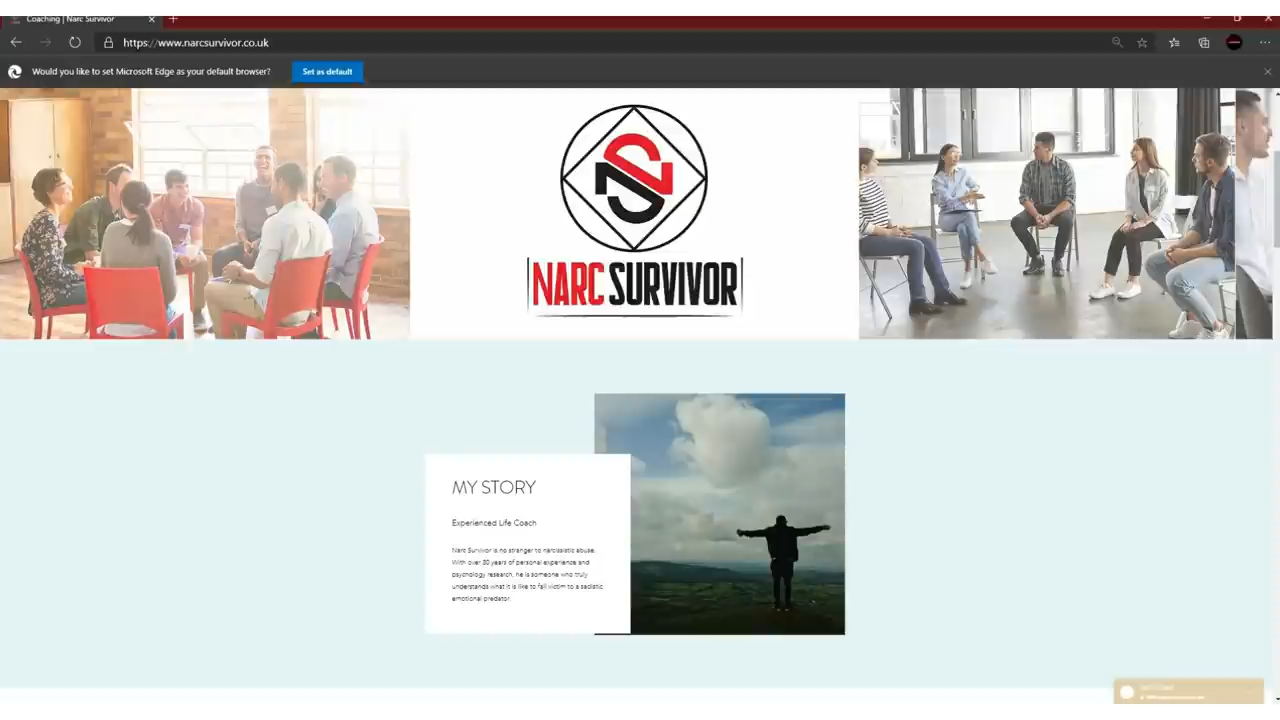 Coaching | Narc Survivor
https://www.narcsurvivor.co.uk
Would you like to set Microsoft Edge as your default browser?
Set as default
NS
NARC SURVIVOR
MY STORY
Experienced Life Coach
Narc Survivor is no stranger to narcissistic abuse.
With over 30 years of personal experience and
psychology research, he is someone who truly
understands what it is like to fall victim to a sadistic
emotional predator.